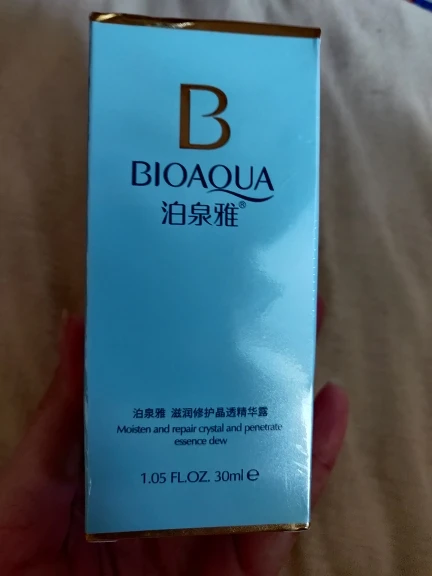 B
BIOAQUA
泊泉雅®
泊泉雅 滋润修护晶透精华露
Moisten and repair crystal and penetrate
essence dew
1.05 FL.OZ. 30ml ℮